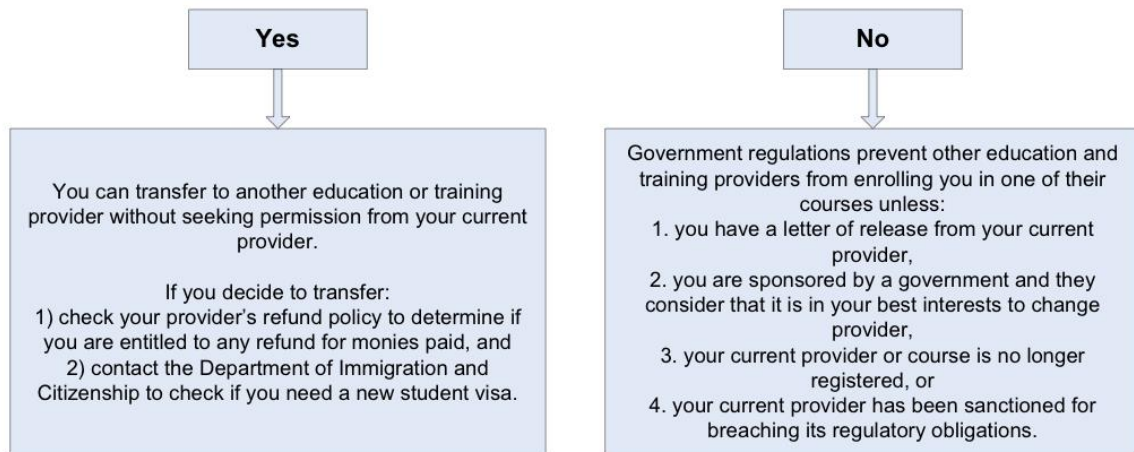 Yes
You can transfer to another education or training
provider without seeking permission from your current
provider.
If you decide to transfer:
1) check your provider's refund policy to determine if
you are entitled to any refund for monies paid, and
2) contact the Department of Immigration and
Citizenship to check if you need a new student visa.
No
Government regulations prevent other education and
training providers from enrolling you in one of their
courses unless:
1. you have a letter of release from your current
provider,
2. you are sponsored by a government and they
consider that it is in your best interests to change
provider,
3. your current provider or course is no longer
registered, or
4. your current provider has been sanctioned for
breaching its regulatory obligations.